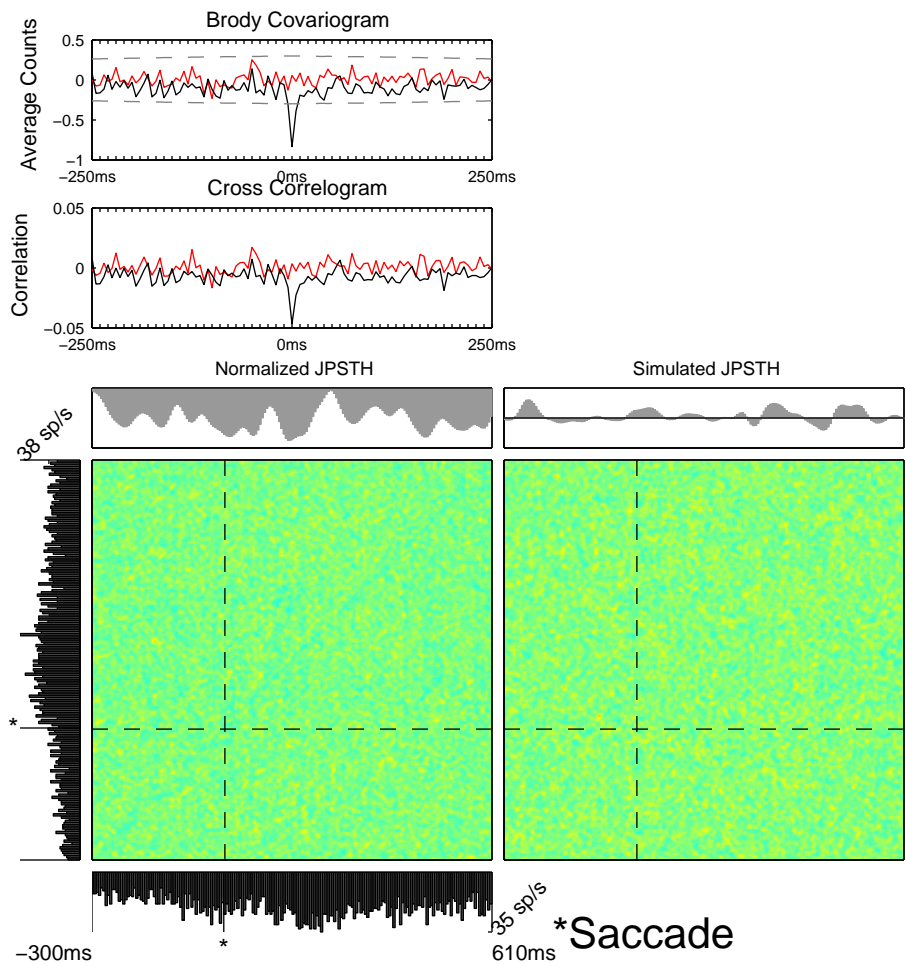 Brody Covariogram
Average Counts
0.5
0
−0.5
−1
−250ms
0ms
250ms
Cross Correlogram
Correlation
0.05
0
−0.05
−250ms
0ms
250ms
Normalized JPSTH
Simulated JPSTH
38 sp/s
*
*
35 sp/s
−300ms
610ms
*Saccade